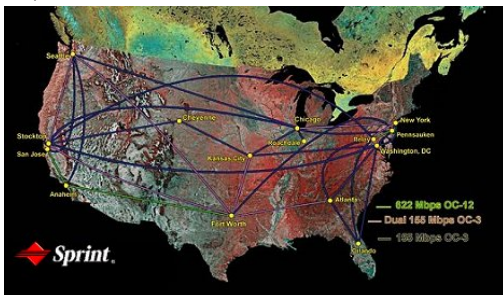 Seattle
Cheyenne
Chicago
New York
Pennsauken
Roachdale
Relay
Washington, DC
Stockton
San Jose
Kansas City
Anaheim
Atlanta
Fort Worth
Orlando
622 Mbps OC-12
Dual 155 Mbps OC-3
155 Mbps OC-3
Sprint